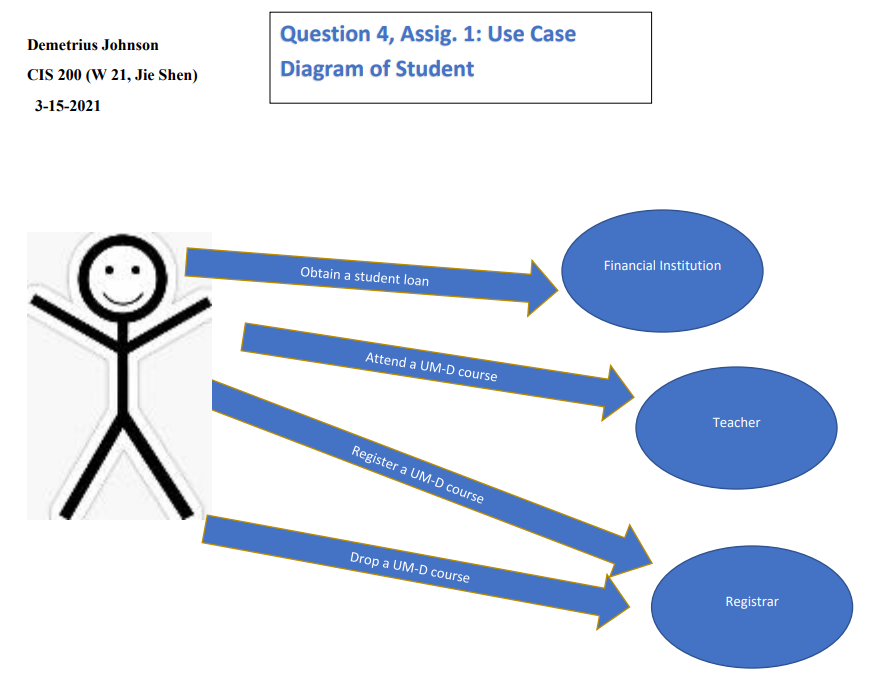 Demetrius Johnson
CIS 200 (W 21, Jie Shen)
3-15-2021
Question 4, Assig. 1: Use Case
Diagram of Student
Obtain a student loan
Financial Institution
Attend a UM-D course
Teacher
Register a UM-D course
Drop a UM-D course
Registrar